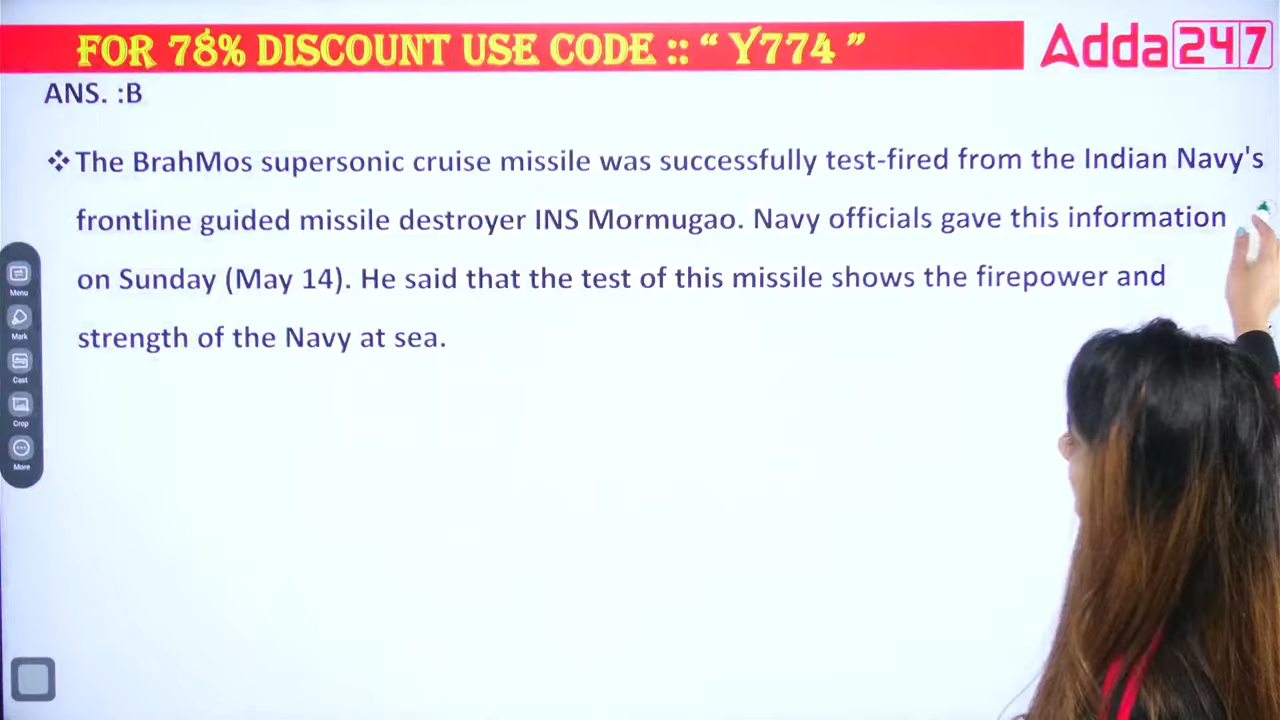 FOR 78% DISCOUNT USE CODE :: “ Y774 ”
Adda247
ANS. :B
❖ The BrahMos supersonic cruise missile was successfully test-fired from the Indian Navy's
frontline guided missile destroyer INS Mormugao. Navy officials gave this information
on Sunday (May 14). He said that the test of this missile shows the firepower and
strength of the Navy at sea.
Menu
Mark
Cast
Crop
More